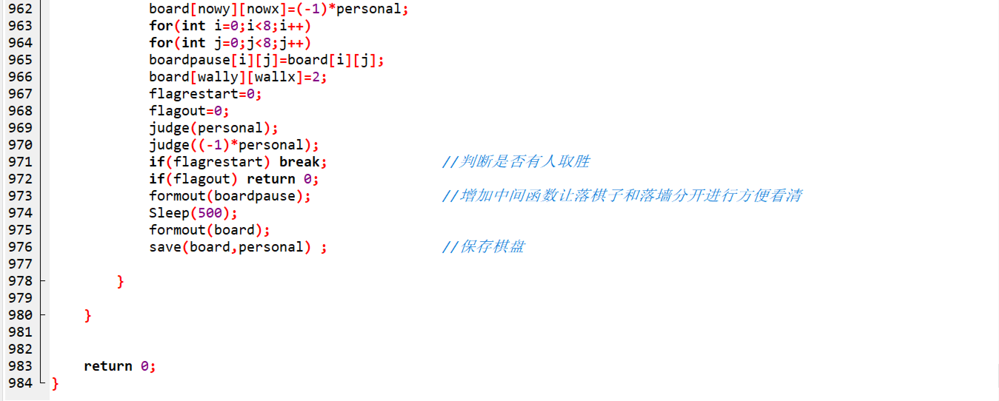 962 board[nowy][nowx]=(-1)*personal;
963 for(int i=0;i<8;i++)
964 for(int j=0;j<8;j++)
965 boardpause[i][j]=board[i][j];
966 board[wally][wallx]=2;
967 flagrestart=0;
968 flagout=0;
969 judge(personal);
970 judge((-1)*personal);
971 if(flagrestart) break; //判断是否有人取胜
972 if(flagout) return 0;
973 formout(boardpause); //增加中间函数让落棋子和落墙分开进行方便看清
974 Sleep(500);
975 formout(board);
976 save(board,personal) ; //保存棋盘
977
978 }
979
980 }
981
982
983 return 0;
984 }